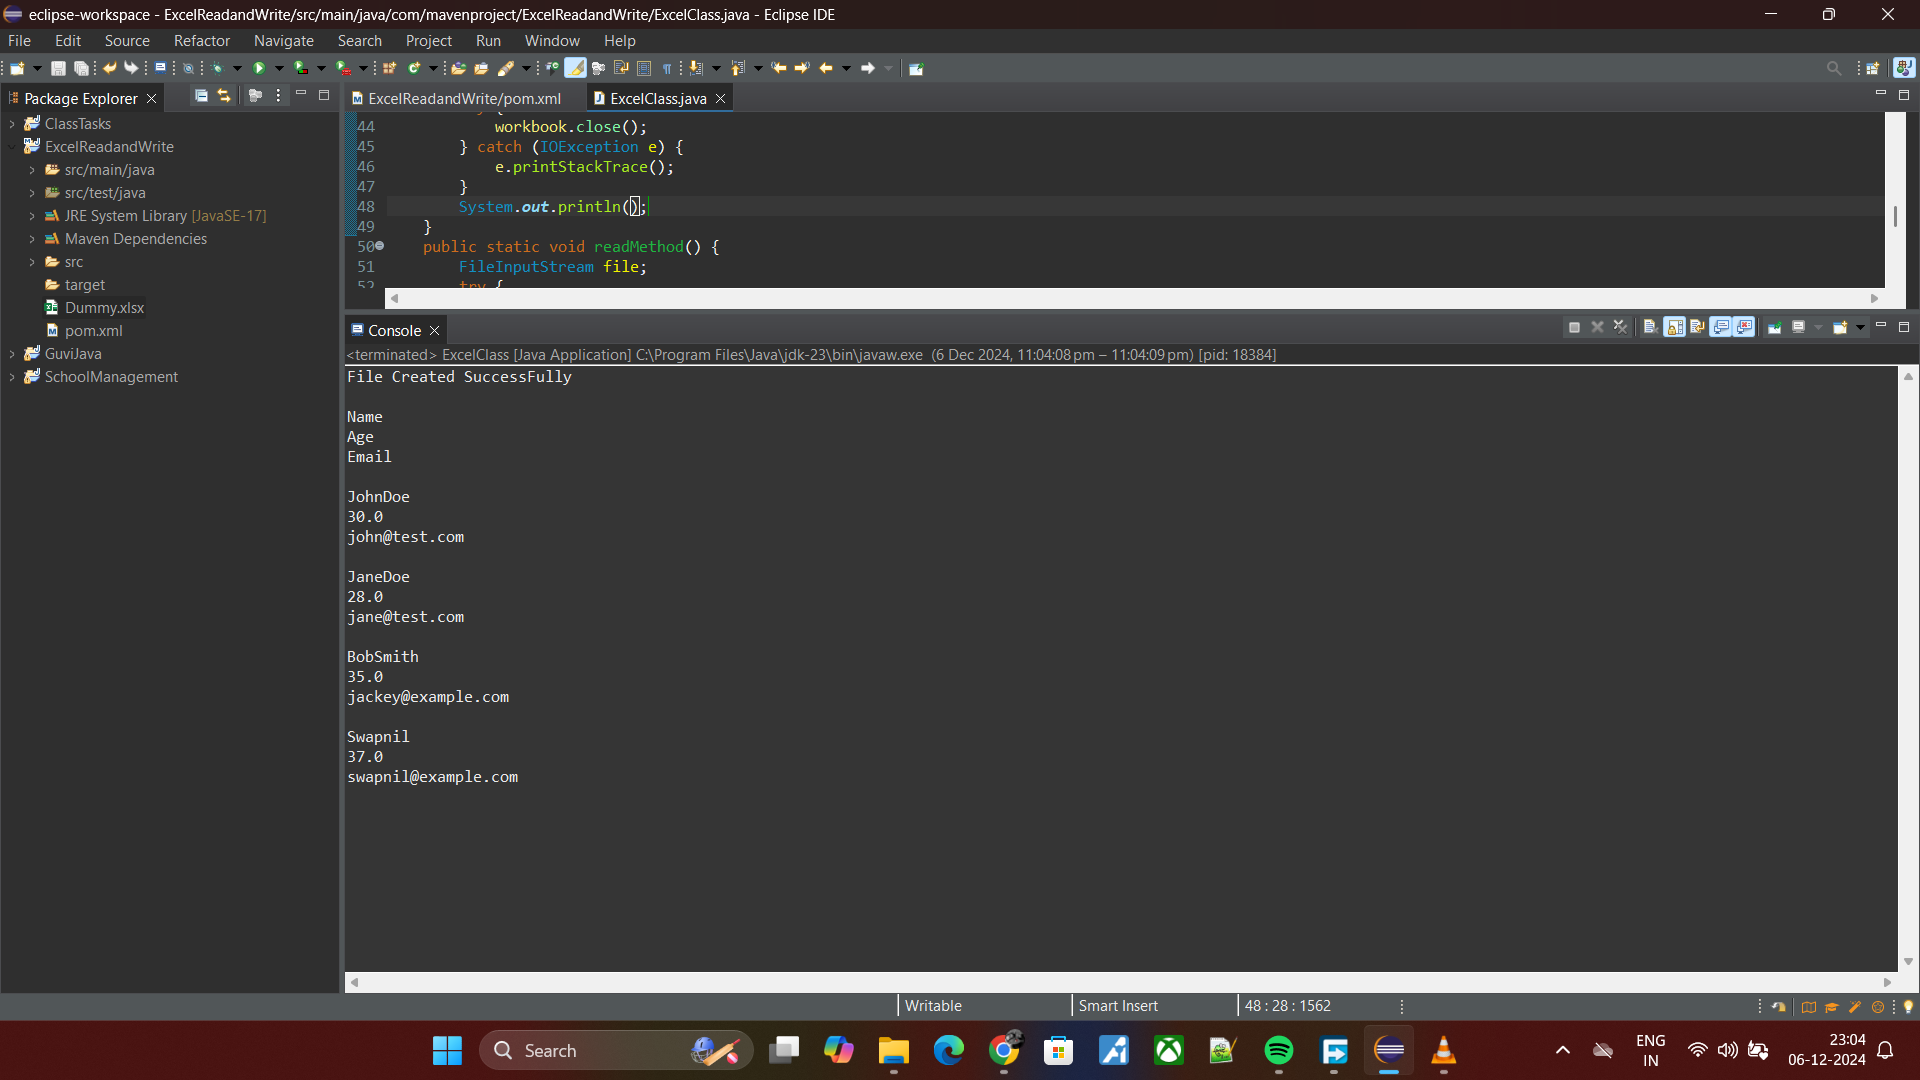 eclipse-workspace - ExcelReadandWrite/src/main/java/com/mavenproject/ExcelReadandWrite/ExcelClass.java - Eclipse IDE
File Edit Source Refactor Navigate Search Project Run Window Help
Package Explorer
ClassTasks
ExcelReadandWrite
src/main/java
src/test/java
JRE System Library [JavaSE-17]
Maven Dependencies
src
target
Dummy.xlsx
pom.xml
GuviJava
SchoolManagement
ExcelReadandWrite/pom.xml ExcelClass.java
44 workbook.close();
45 } catch (IOException e) {
46 e.printStackTrace();
47 }
48 System.out.println();
49 }
50 public static void readMethod() {
51 FileInputStream file;
52 try {
Console
<terminated> ExcelClass [Java Application] C:\Program Files\Java\jdk-23\bin\javaw.exe (6 Dec 2024, 11:04:08 pm – 11:04:09 pm) [pid: 18384]
File Created SuccessFully
Name
Age
Email
JohnDoe
30.0
john@test.com
JaneDoe
28.0
jane@test.com
BobSmith
35.0
jackey@example.com
Swapnil
37.0
swapnil@example.com
Writable Smart Insert 48 : 28 : 1562
Search
ENG
IN
23:04
06-12-2024